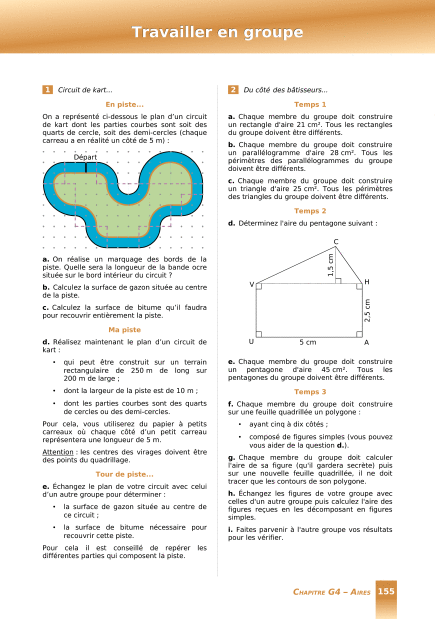 Travailler en groupe
1 Circuit de kart...
En piste...
On a représenté ci-dessous le plan d'un circuit
de kart dont les parties courbes sont soit des
quarts de cercle, soit des demi-cercles (chaque
carreau a en réalité un côté de 5 m) :
Départ
a. On réalise un marquage des bords de la
piste. Quelle sera la longueur de la bande ocre
située sur le bord intérieur du circuit ?
b. Calculez la surface de gazon située au centre
de la piste.
c. Calculez la surface de bitume qu'il faudra
pour recouvrir entièrement la piste.
Ma piste
d. Réalisez maintenant le plan d'un circuit de
kart :
• qui peut être construit sur un terrain
rectangulaire de 250 m de long sur
200 m de large ;
• dont la largeur de la piste est de 10 m ;
• dont les parties courbes sont des quarts
de cercles ou des demi-cercles.
Pour cela, vous utiliserez du papier à petits
carreaux où chaque côté d'un petit carreau
représentera une longueur de 5 m.
Attention : les centres des virages doivent être
des points du quadrillage.
Tour de piste...
e. Échangez le plan de votre circuit avec celui
d'un autre groupe pour déterminer :
• la surface de gazon située au centre de
ce circuit ;
• la surface de bitume nécessaire pour
recouvrir cette piste.
Pour cela il est conseillé de repérer les
différentes parties qui composent la piste.
2 Du côté des bâtisseurs...
Temps 1
a. Chaque membre du groupe doit construire
un rectangle d'aire 21 cm². Tous les rectangles
du groupe doivent être différents.
b. Chaque membre du groupe doit construire
un parallélogramme d'aire 28 cm². Tous les
périmètres des parallélogrammes du groupe
doivent être différents.
c. Chaque membre du groupe doit construire
un triangle d'aire 25 cm². Tous les périmètres
des triangles du groupe doivent être différents.
Temps 2
d. Déterminez l'aire du pentagone suivant :
C
1,5 cm
V
H
2,5 cm
U
5 cm
A
e. Chaque membre du groupe doit construire
un pentagone d'aire 45 cm². Tous les
pentagones du groupe doivent être différents.
Temps 3
f. Chaque membre du groupe doit construire
sur une feuille quadrillée un polygone :
• ayant cinq à dix côtés ;
• composé de figures simples (vous pouvez
vous aider de la question d.).
g. Chaque membre du groupe doit calculer
l'aire de sa figure (qu'il gardera secrète) puis
sur une nouvelle feuille quadrillée, il ne doit
tracer que les contours de son polygone.
h. Échangez les figures de votre groupe avec
celles d'un autre groupe puis calculez l'aire des
figures reçues en les décomposant en figures
simples.
i. Faites parvenir à l'autre groupe vos résultats
pour les vérifier.
Chapitre G4 – Aires 155